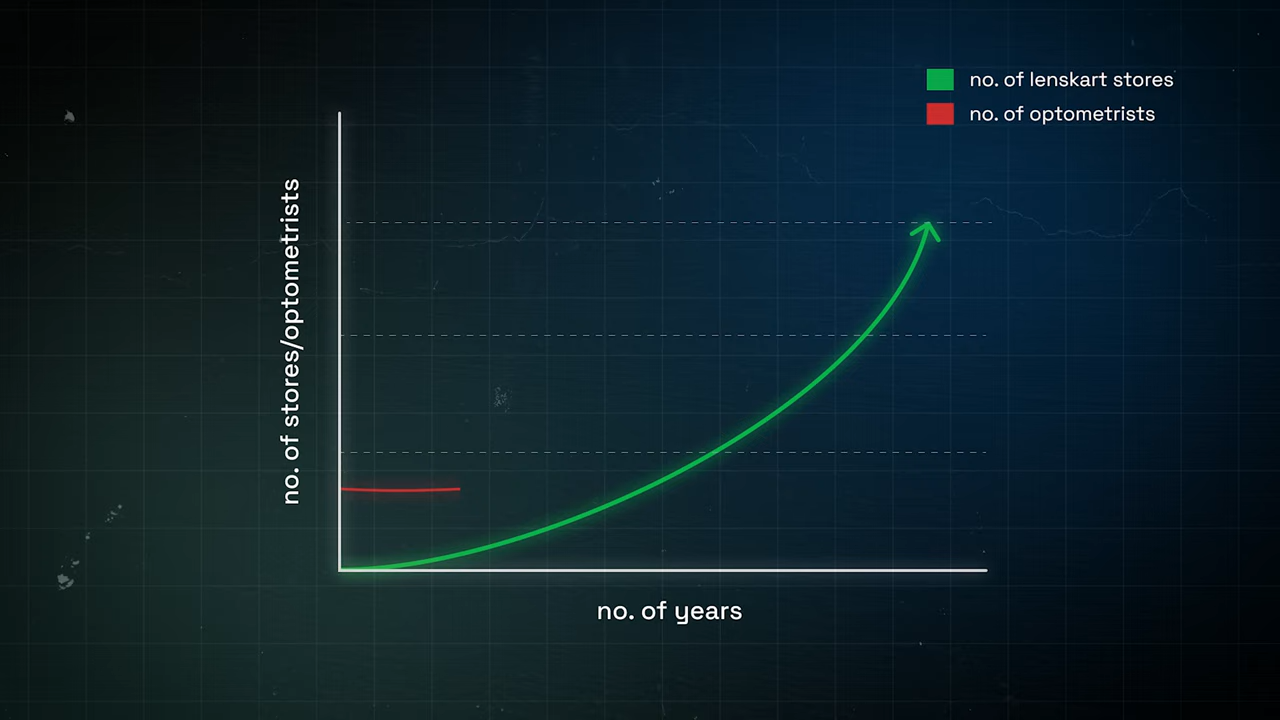 no. of lenskart stores
no. of optometrists
no. of stores/optometrists
no. of years